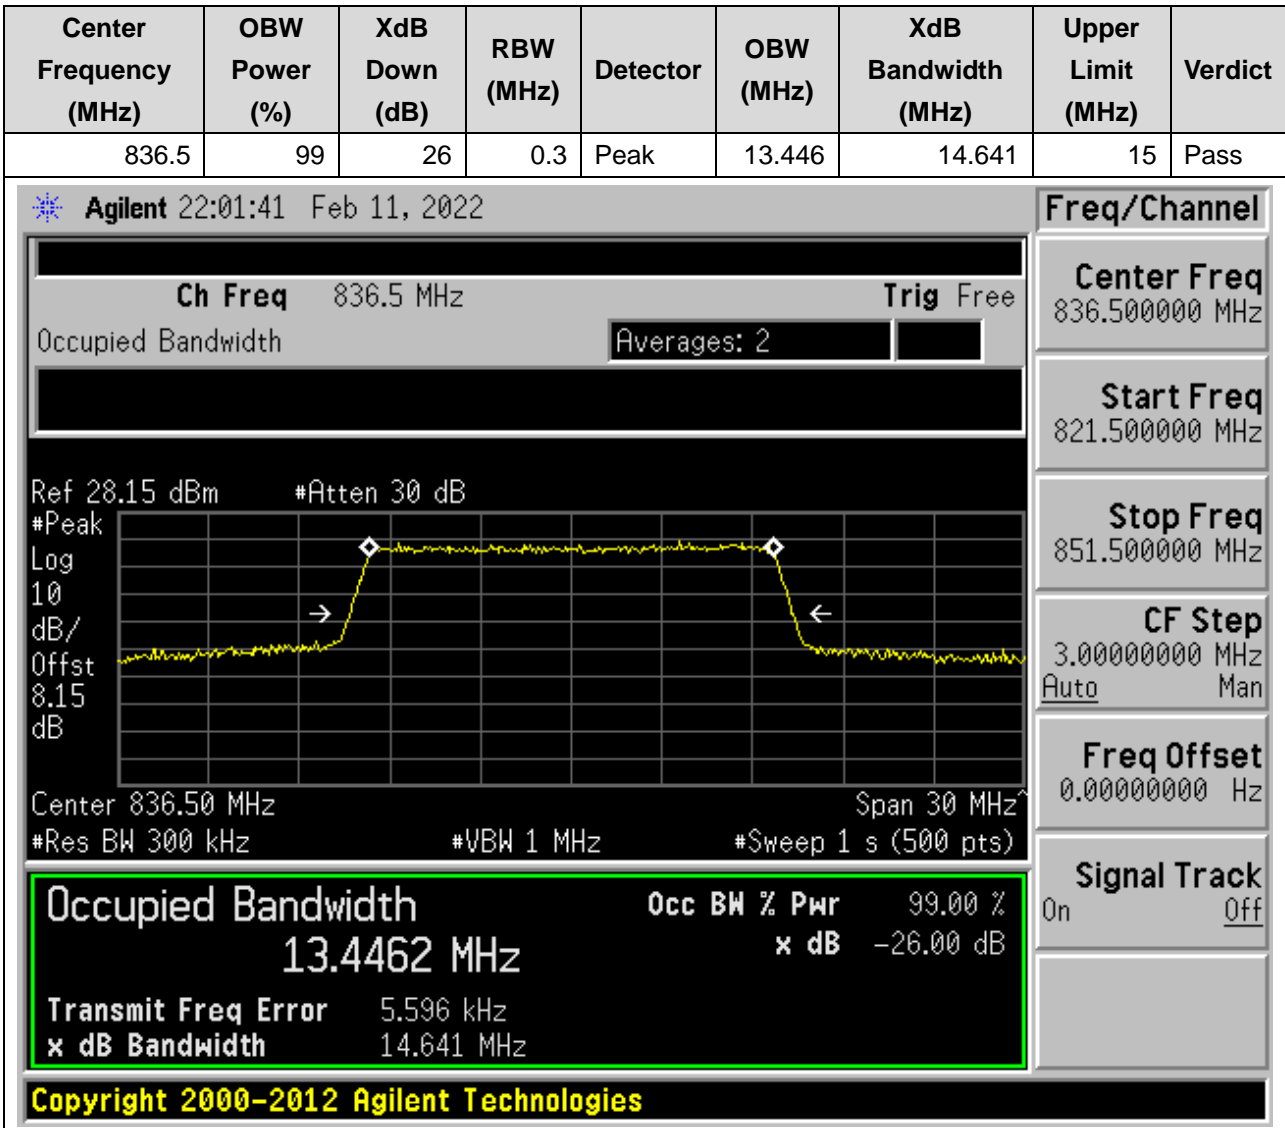 Center Frequency (MHz) OBW Power (%) XdB Down (dB) RBW (MHz) Detector OBW (MHz) XdB Bandwidth (MHz) Upper Limit (MHz) Verdict
836.5 99 26 0.3 Peak 13.446 14.641 15 Pass
Agilent 22:01:41 Feb 11, 2022
Freq/Channel
Ch Freq 836.5 MHz Trig Free
Occupied Bandwidth Averages: 2
Ref 28.15 dBm #Atten 30 dB
#Peak
Log
10
dB/
Offst
8.15
dB
Center 836.50 MHz Span 30 MHz^
#Res BW 300 kHz #VBW 1 MHz #Sweep 1 s (500 pts)
Occupied Bandwidth Occ BW % Pwr 99.00 %
13.4462 MHz x dB -26.00 dB
Transmit Freq Error 5.596 kHz
x dB Bandwidth 14.641 MHz
Center Freq
836.500000 MHz
Start Freq
821.500000 MHz
Stop Freq
851.500000 MHz
CF Step
3.00000000 MHz
Auto Man
Freq Offset
0.00000000 Hz
Signal Track
On Off
Copyright 2000-2012 Agilent Technologies